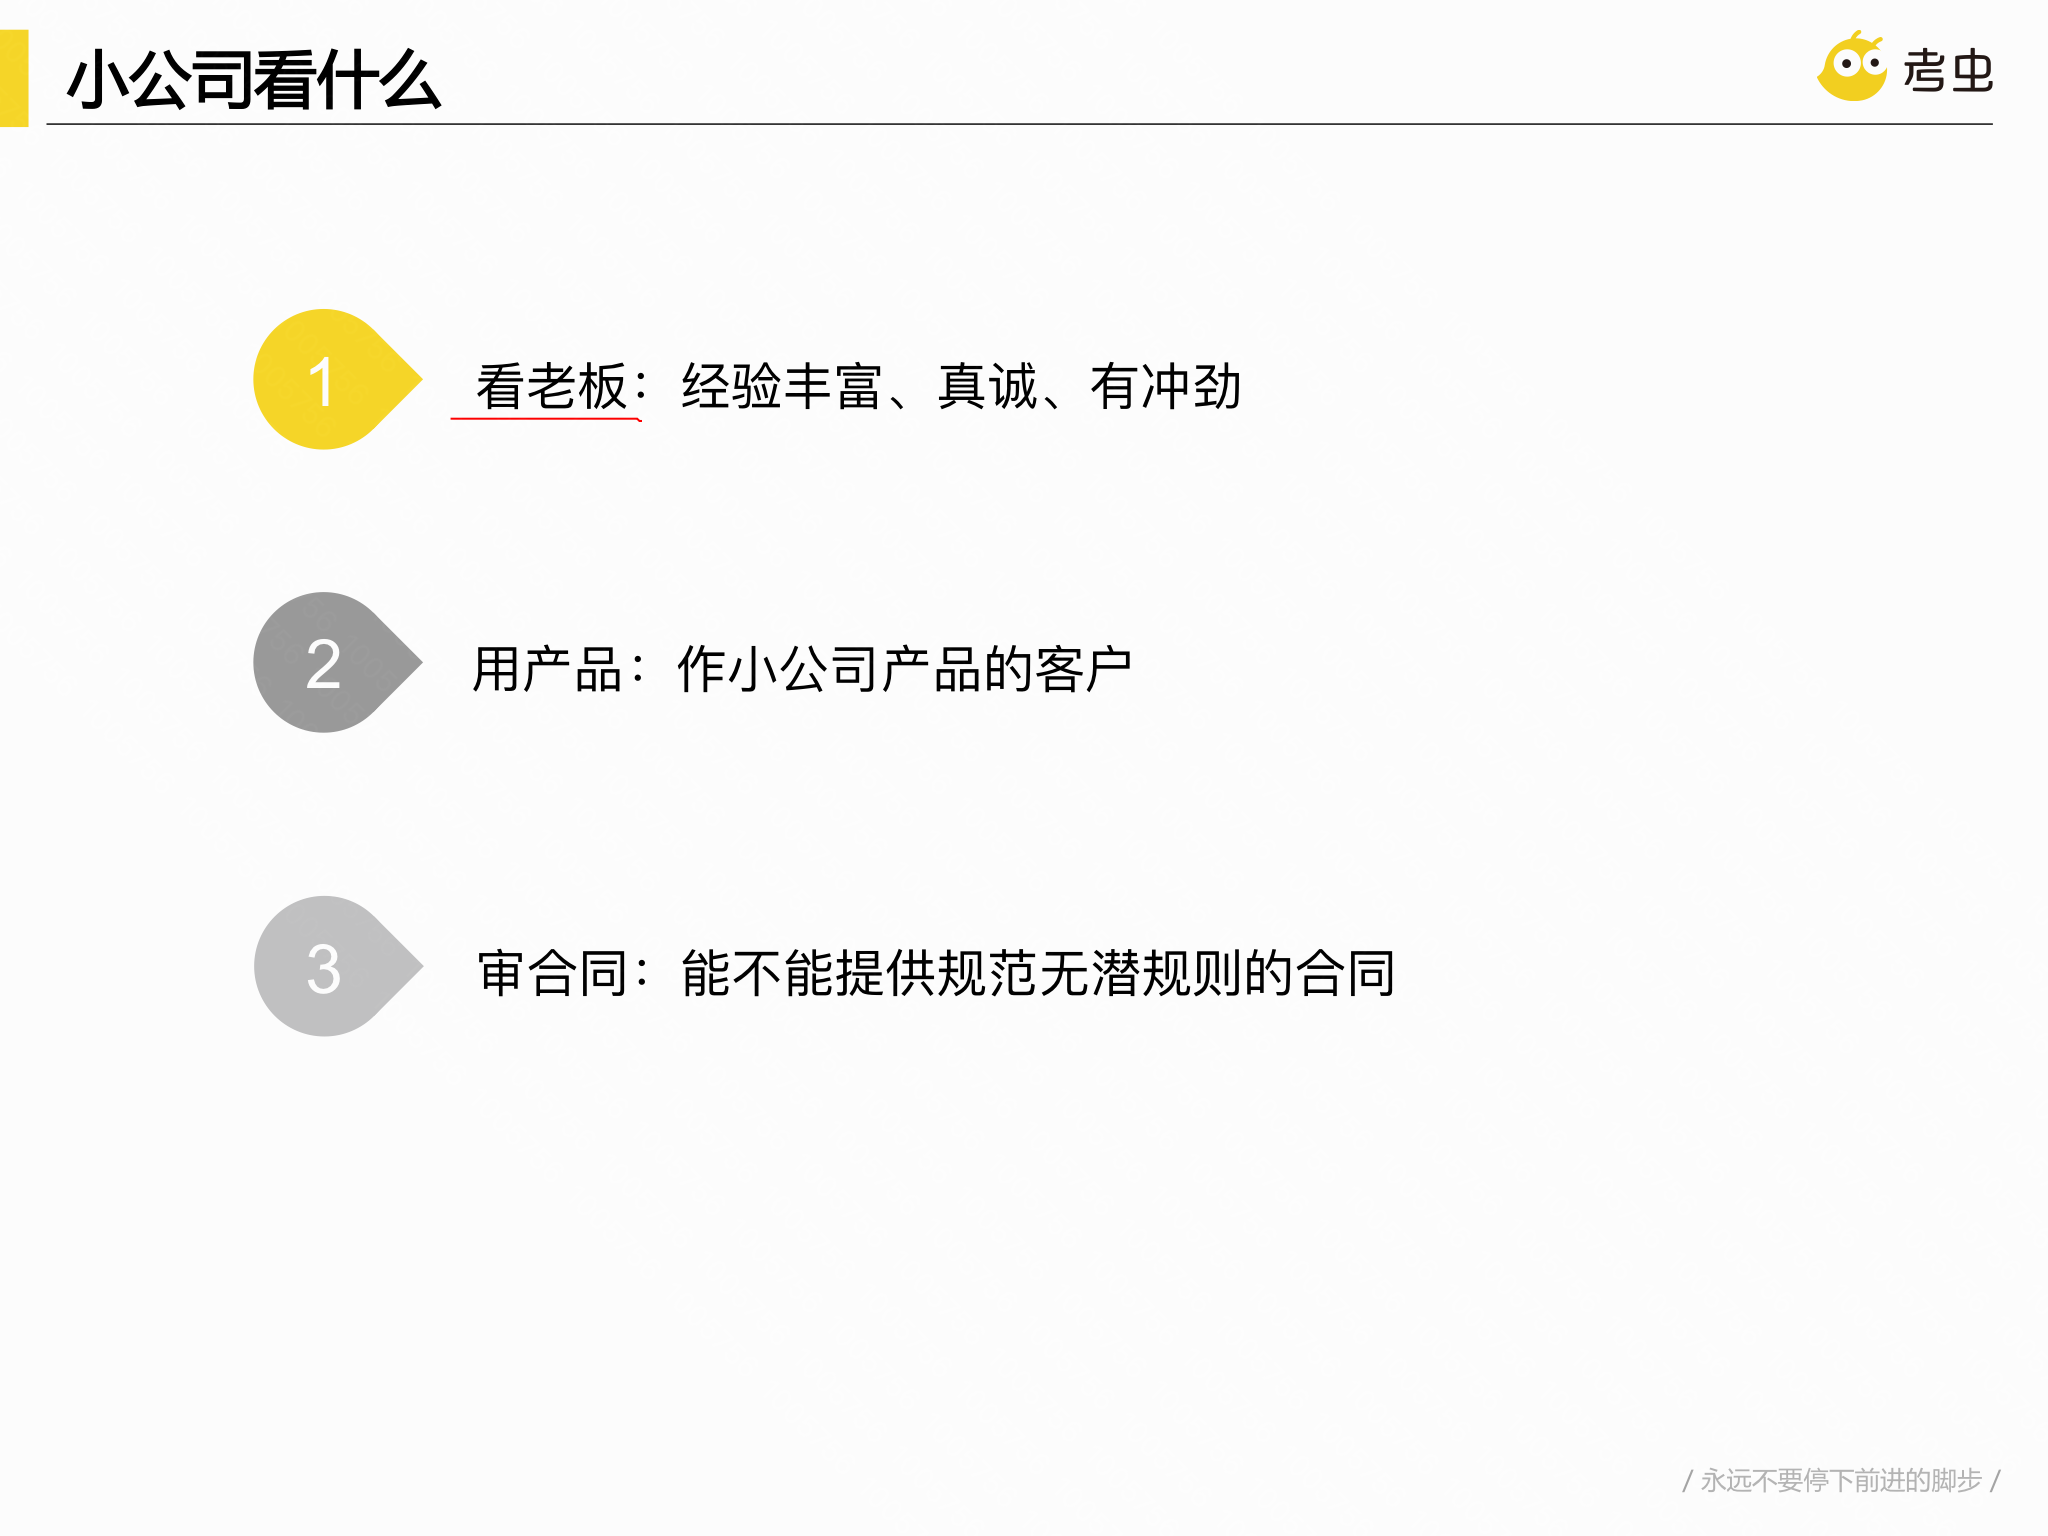 小公司看什么
考虫
1
看老板：经验丰富、真诚、有冲劲
2
用产品：作小公司产品的客户
3
审合同：能不能提供规范无潜规则的合同
/ 永远不要停下前进的脚步 /